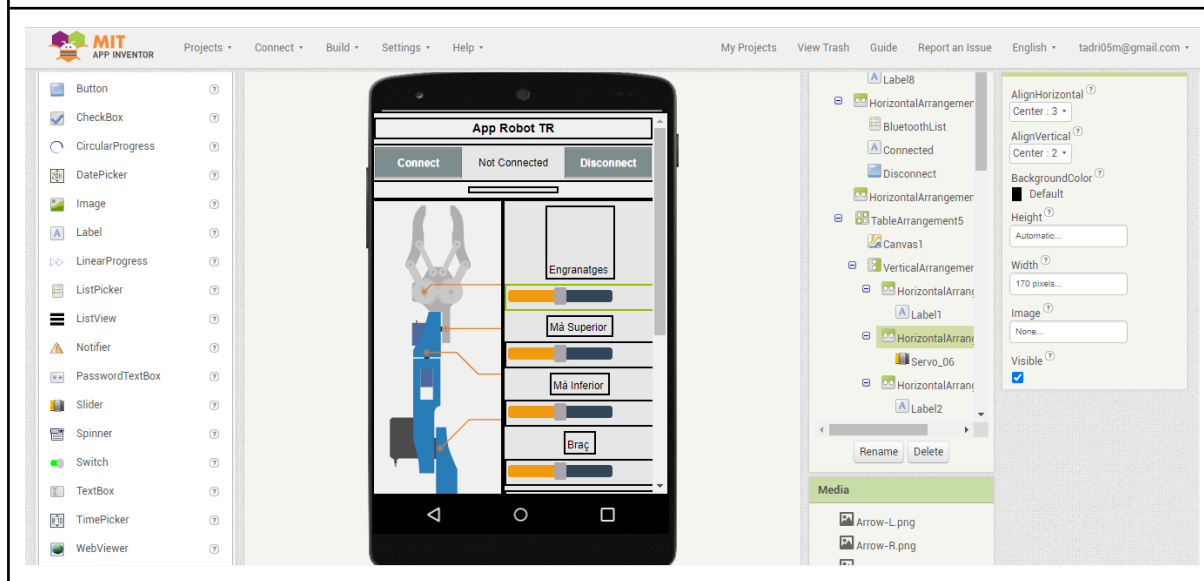 MIT
APP INVENTOR
Projects
Connect
Build
Settings
Help
My Projects
View Trash
Guide
Report an Issue
English
tadri05m@gmail.com
Button
CheckBox
CircularProgress
DatePicker
Image
Label
LinearProgress
ListPicker
ListView
Notifier
PasswordTextBox
Slider
Spinner
Switch
TextBox
TimePicker
WebViewer
App Robot TR
Connect
Not Connected
Disconnect
Engranatges
Mà Superior
Mà Inferior
Braç
Label8
HorizontalArrangemer
BluetoothList
Connected
Disconnect
HorizontalArrangemer
TableArrangement5
Canvas1
VerticalArrangemer
HorizontalArrang
Label1
HorizontalArrang
Servo_06
HorizontalArrang
Label2
Rename
Delete
Media
Arrow-L.png
Arrow-R.png
AlignHorizontal
Center : 3
AlignVertical
Center : 2
BackgroundColor
Default
Height
Automatic...
Width
170 pixels...
Image
None...
Visible